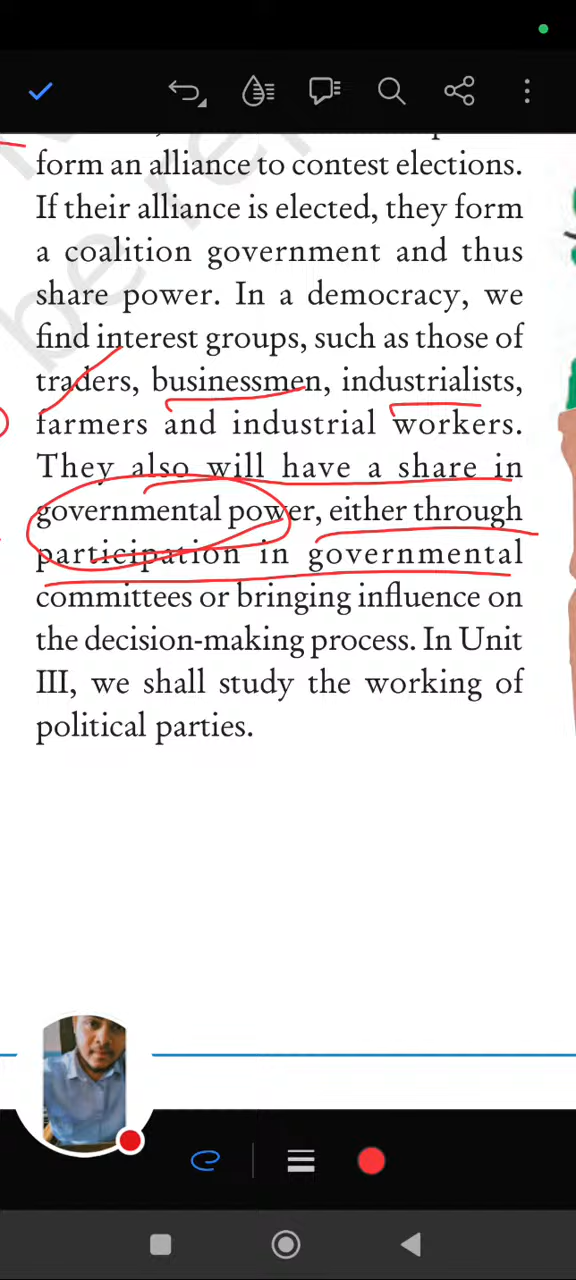 form an alliance to contest elections.
If their alliance is elected, they form
a coalition government and thus
share power. In a democracy, we
find interest groups, such as those of
traders, businessmen, industrialists,
farmers and industrial workers.
They also will have a share in
governmental power, either through
participation in governmental
committees or bringing influence on
the decision-making process. In Unit
III, we shall study the working of
political parties.